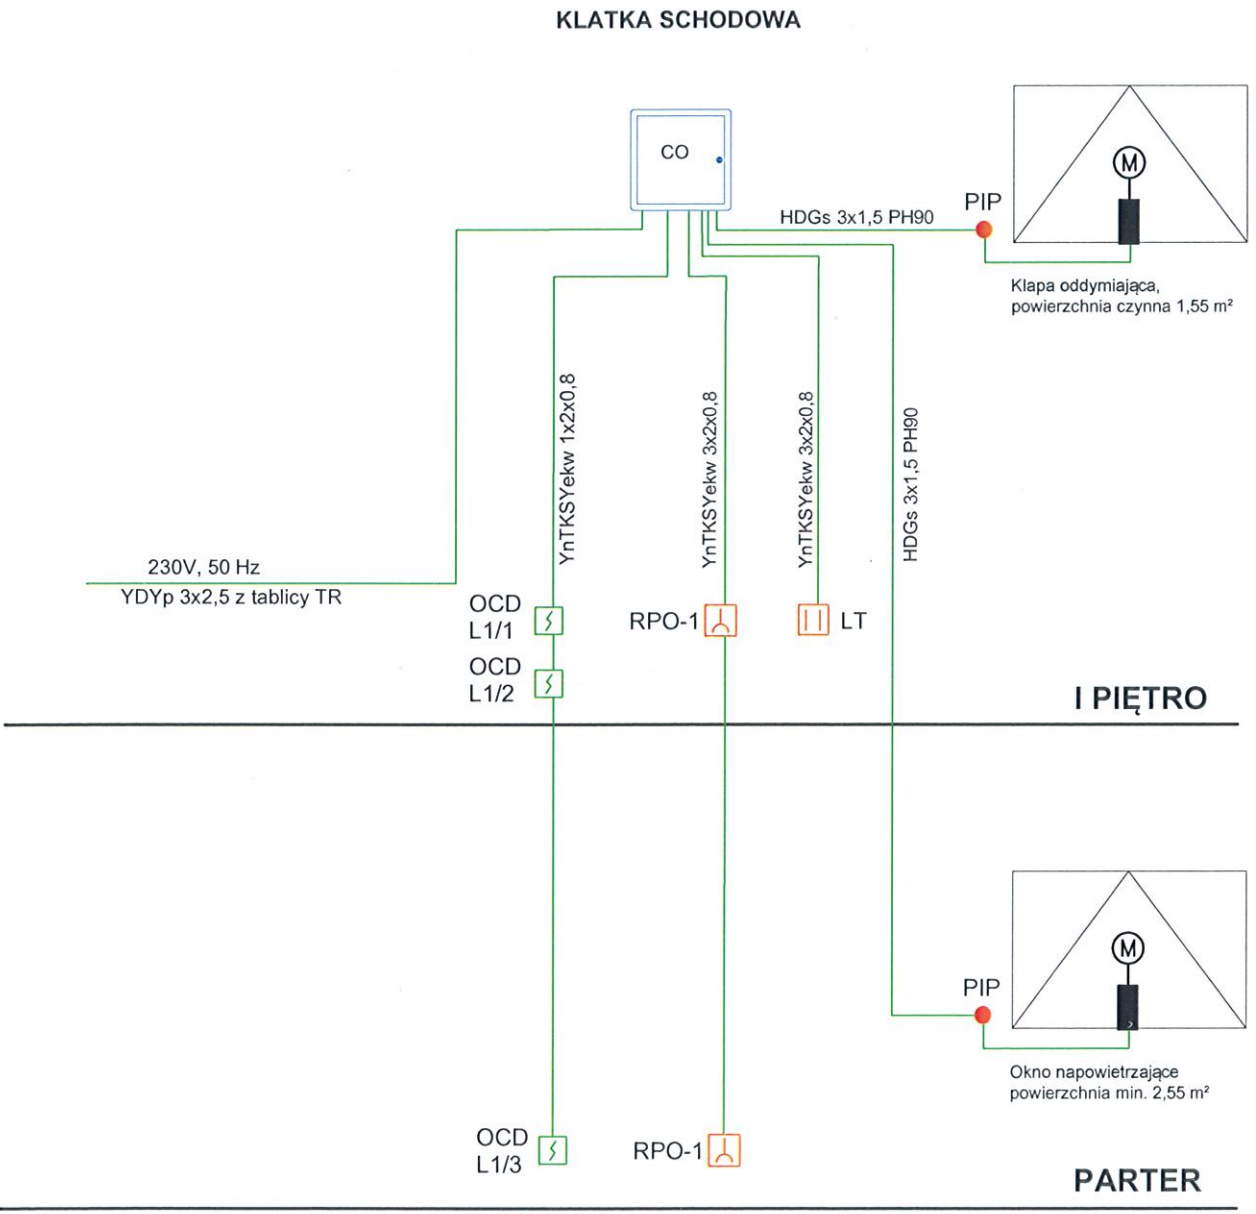 KLATKA SCHODOWA
CO
M
PIP
HDGs 3x1,5 PH90
Klapa oddymiająca,
powierzchnia czynna 1,55 m²
YnTKSYekw 1x2x0,8
YnTKSYekw 3x2x0,8
YnTKSYekw 3x2x0,8
HDGs 3x1,5 PH90
230V, 50 Hz
YDYp 3x2,5 z tablicy TR
OCD
L1/1
RPO-1
LT
OCD
L1/2
I PIĘTRO
M
PIP
Okno napowietrzające
powierzchnia min. 2,55 m²
OCD
L1/3
RPO-1
PARTER